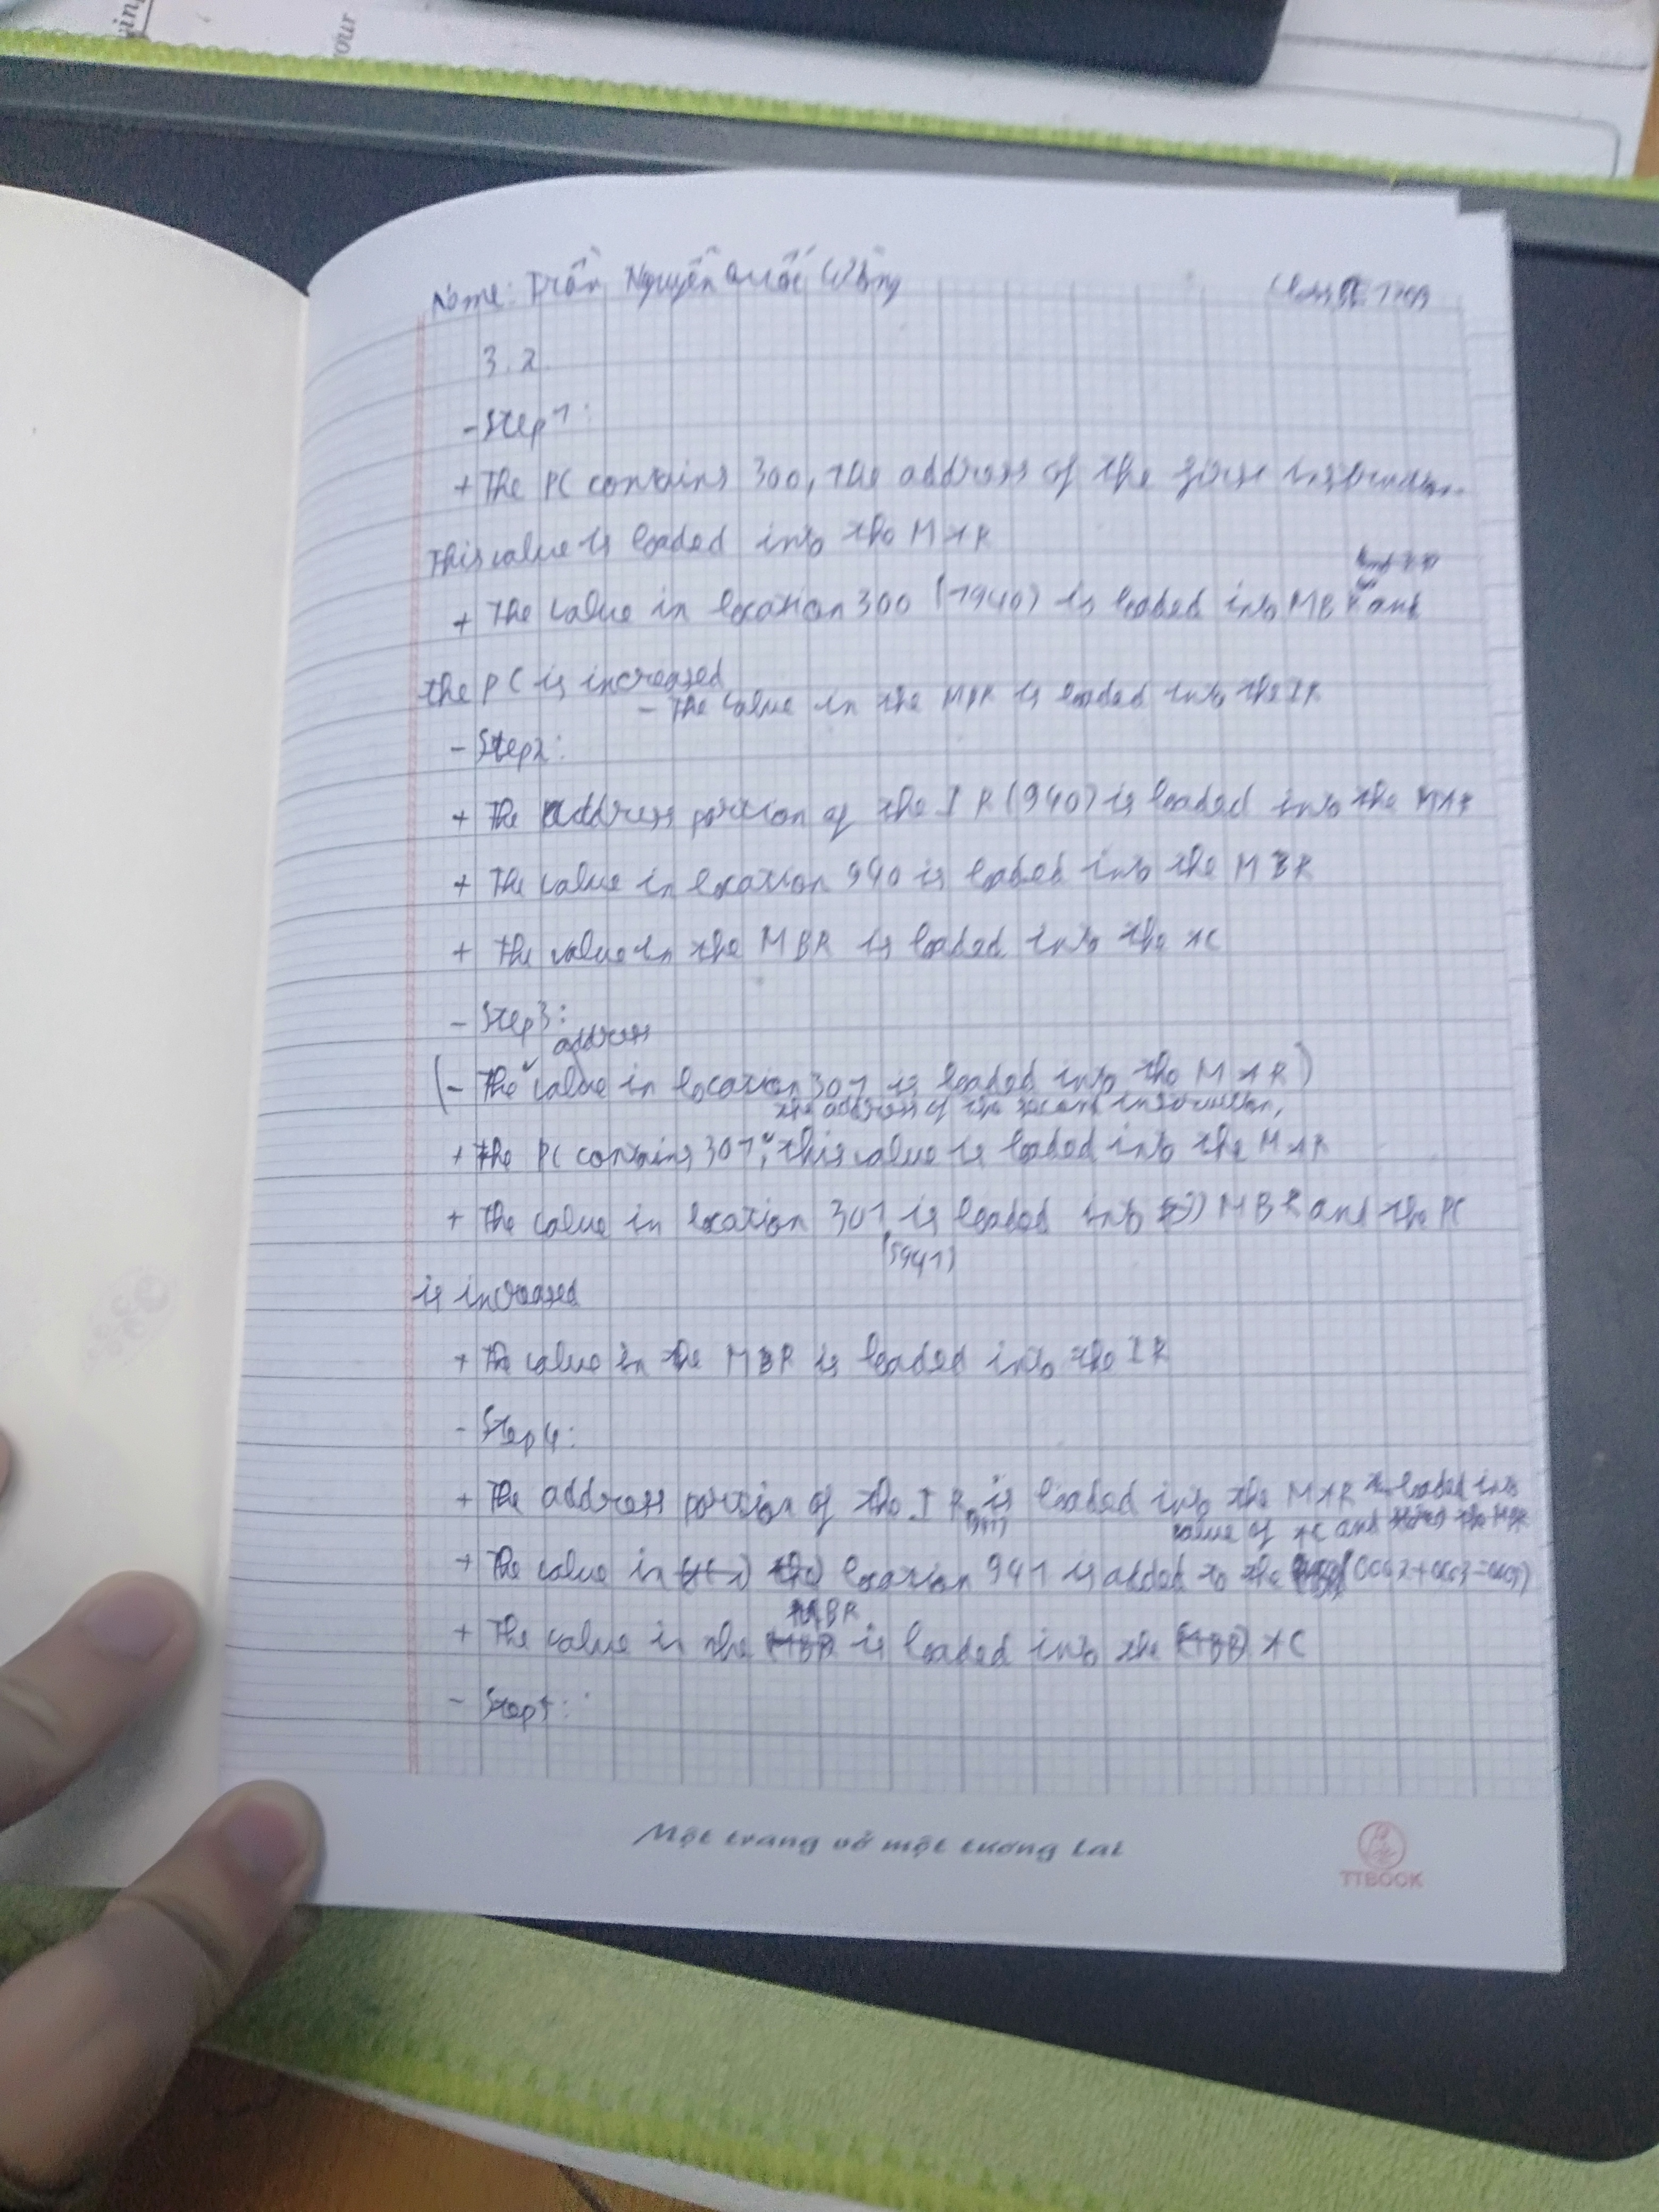 ving
our
Name: Trần Nguyễn Quốc
3.2
- Step 1:
+ The PC contains 300, the address of the first instruction.
This value is loaded into the MAR
+ The value in location 300 (1940) is loaded into MBR and
the PC is increased
- The value in the MBR is loaded into the IR
- Step 2:
+ The address portion of the IR (940) is loaded into the MAR
+ The value in location 940 is loaded into the MBR
+ The value in the MBR is loaded into the AC
- Step 3:
address
(- The value in location 301 is loaded into the MAR)
the address of the second instruction,
+ The PC contains 301, this value is loaded into the MAR
+ The value in location 301 is loaded into MBR and the PC
(5941)
is increased
+ The value in the MBR is loaded into the IR
- Step 4:
+ The address portion of the IR (941) is loaded into the MAR loaded into
value of AC and
+ The value in the location 941 is added to the
MBR
+ The value in the is loaded into the AC
- Step 5:
Một trang vở một tương lai
TTBOOK